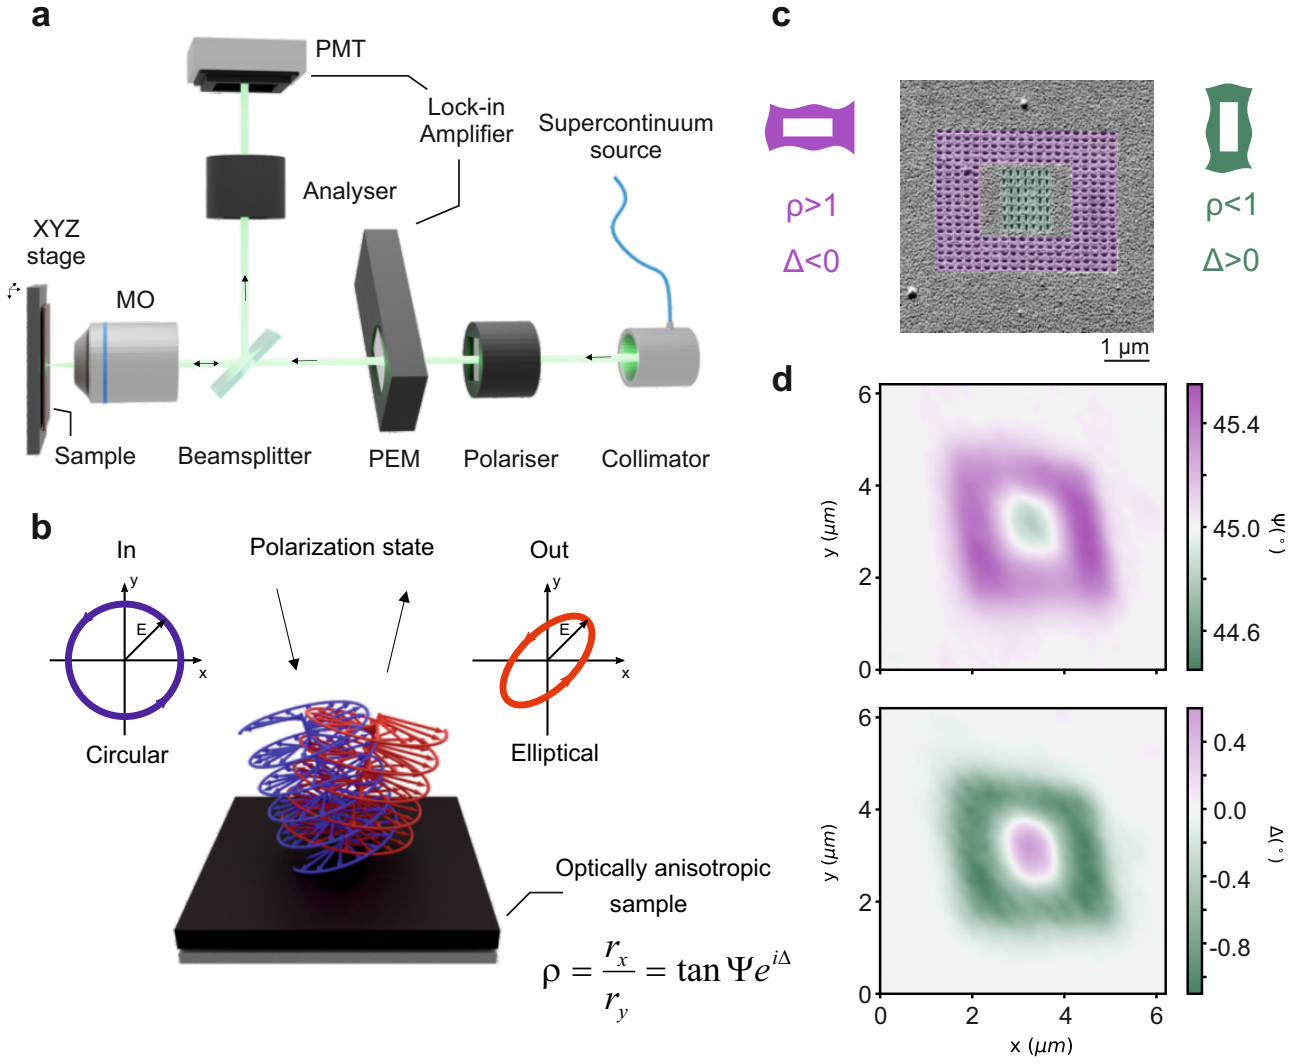 a
PMT
Lock-in
Amplifier
Supercontinuum
source
Analyser
XYZ
stage
MO
Sample
Beamsplitter
PEM
Polariser
Collimator
b
In
Polarization state
Out
y
E
x
y
E
x
Circular
Elliptical
Optically anisotropic
sample
ρ = r_x / r_y = tan Ψe^{iΔ}
c
ρ>1
Δ<0
ρ<1
Δ>0
1 μm
d
6
4
2
0
y (μm)
45.4
45.0
44.6
Ψ(°)
6
4
2
0
y (μm)
0 2 4 6
x (μm)
0.4
0.0
-0.4
-0.8
Δ(°)